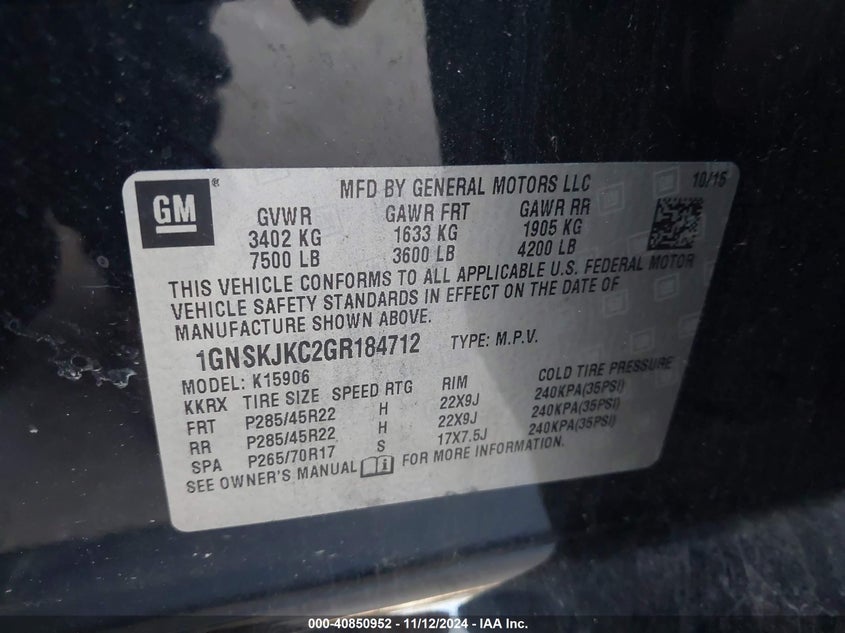 GM®
MFD BY GENERAL MOTORS LLC 10/15
GVWR GAWR FRT GAWR RR
3402 KG 1633 KG 1905 KG
7500 LB 3600 LB 4200 LB
THIS VEHICLE CONFORMS TO ALL APPLICABLE U.S. FEDERAL MOTOR
VEHICLE SAFETY STANDARDS IN EFFECT ON THE DATE OF
MANUFACTURE SHOWN ABOVE.
1GNSKJKC2GR184712 TYPE: M.P.V.
MODEL: K15906
KKRX TIRE SIZE SPEED RTG RIM COLD TIRE PRESSURE
FRT P285/45R22 H 22X9J 240KPA(35PSI)
RR P285/45R22 H 22X9J 240KPA(35PSI)
SPA P265/70R17 S 17X7.5J 240KPA(35PSI)
SEE OWNER'S MANUAL FOR MORE INFORMATION.
000-40850952 - 11/12/2024 - IAA Inc.